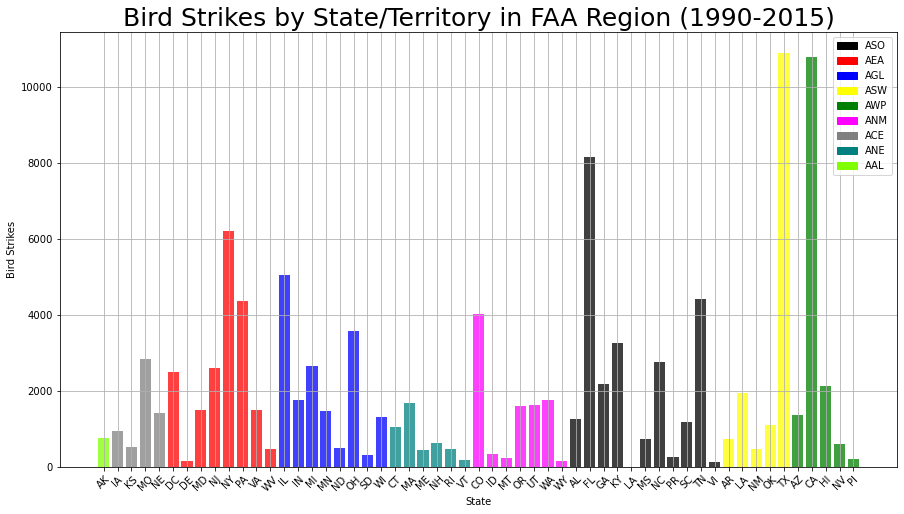 Bird Strikes by State/Territory in FAA Region (1990-2015)
ASO
AEA
AGL
ASW
AWP
ANM
ACE
ANE
AAL
Bird Strikes
10000
8000
6000
4000
2000
0
AK IA KS MO NE DC DE MD NJ NY PA VA WV IL IN MI MN ND OH SD WI CT MA ME NH RI VT CO ID MT OR UT WA WY AL FL GA KY LA MS NC PR SC TN VI AR LA NM OK TX AZ CA HI NV PI
State